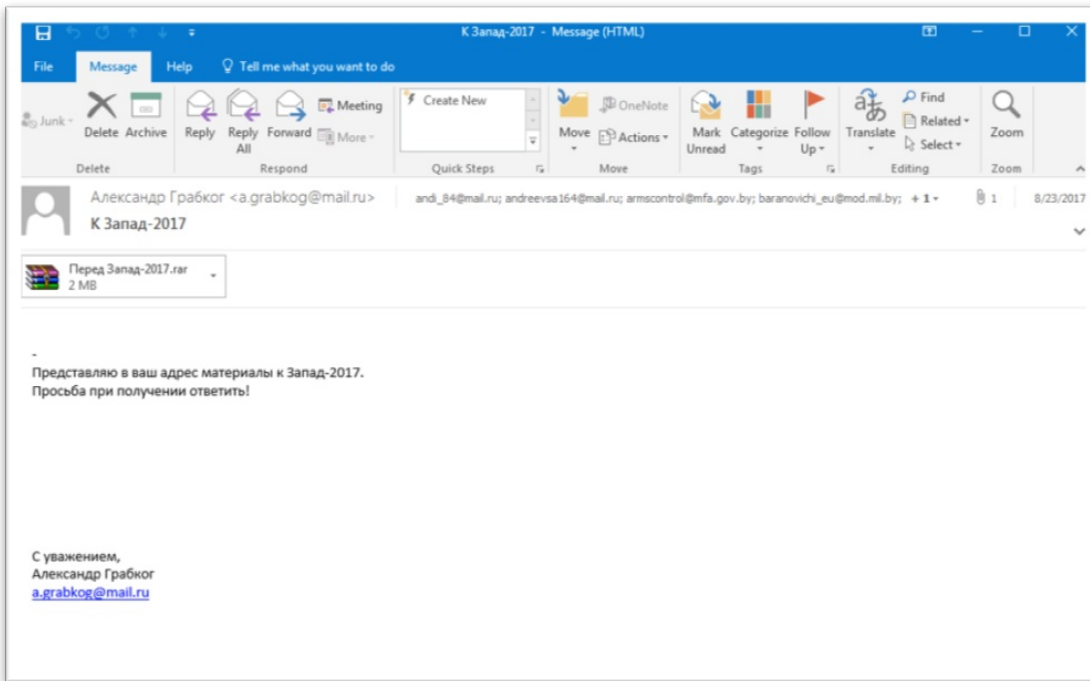 К Запад-2017 - Message (HTML)
File Message Help Tell me what you want to do
Junk
Delete Archive
Reply Reply All Forward
Meeting
More
Create New
Move
OneNote
Actions
Mark Unread Categorize Follow Up
Translate
Find
Related
Select
Zoom
Delete Respond Quick Steps Move Tags Editing Zoom
Александр Грабког <a.grabkog@mail.ru> andi_84@mail.ru; andreevsa164@mail.ru; armscontrol@mfa.gov.by; baranovichi_eu@mod.mil.by; + 1 1 8/23/2017
К Запад-2017
Перед Запад-2017.rar
2 MB
-
Представляю в ваш адрес материалы к Запад-2017.
Просьба при получении ответить!
С уважением,
Александр Грабког
a.grabkog@mail.ru